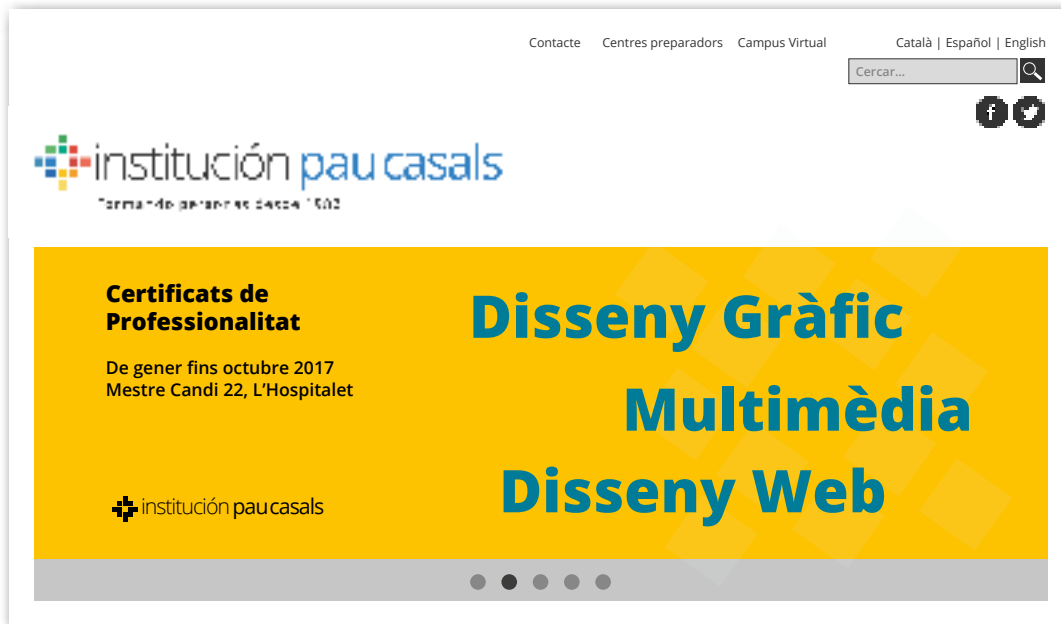 Contacte Centres preparadors Campus Virtual Català | Español | English
Cercar...
institución pau casals
Certificats de
Professionalitat
De gener fins octubre 2017
Mestre Candi 22, L'Hospitalet
institución pau casals
Disseny Gràfic
Multimèdia
Disseny Web